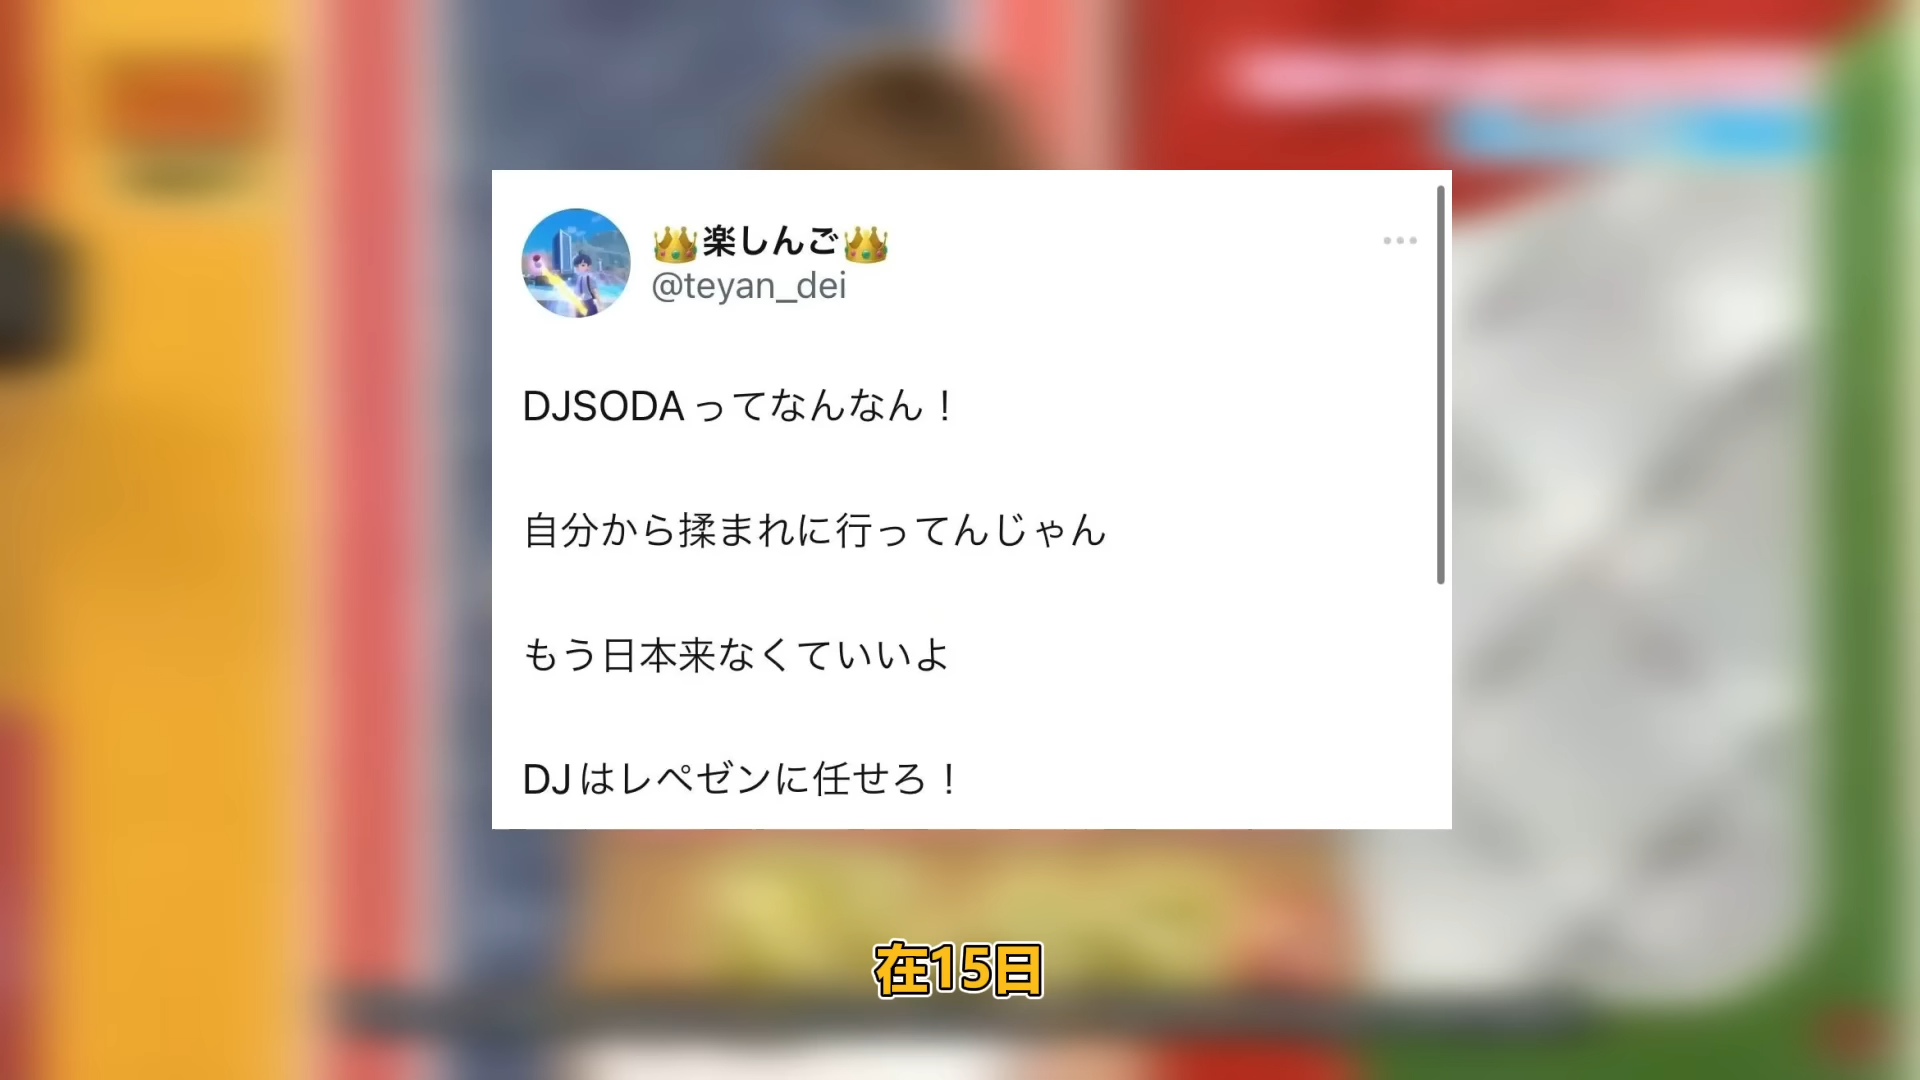 👑楽しんご👑
@teyan_dei
DJSODAってなんなん！
自分から揉まれに行ってんじゃん
もう日本来なくていいよ
DJはレペゼンに任せろ！
在15日